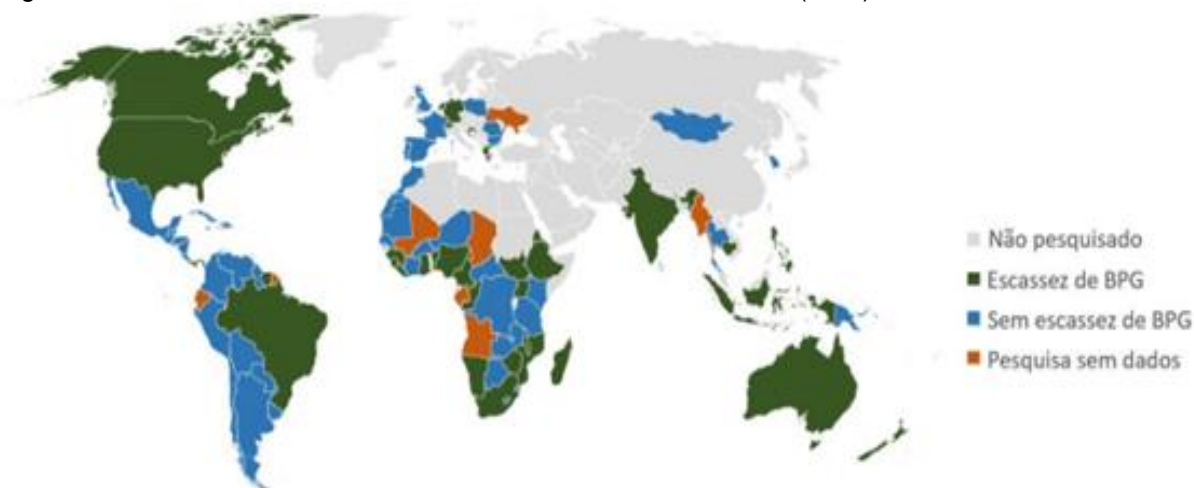 Não pesquisado
Escassez de BPG
Sem escassez de BPG
Pesquisa sem dados